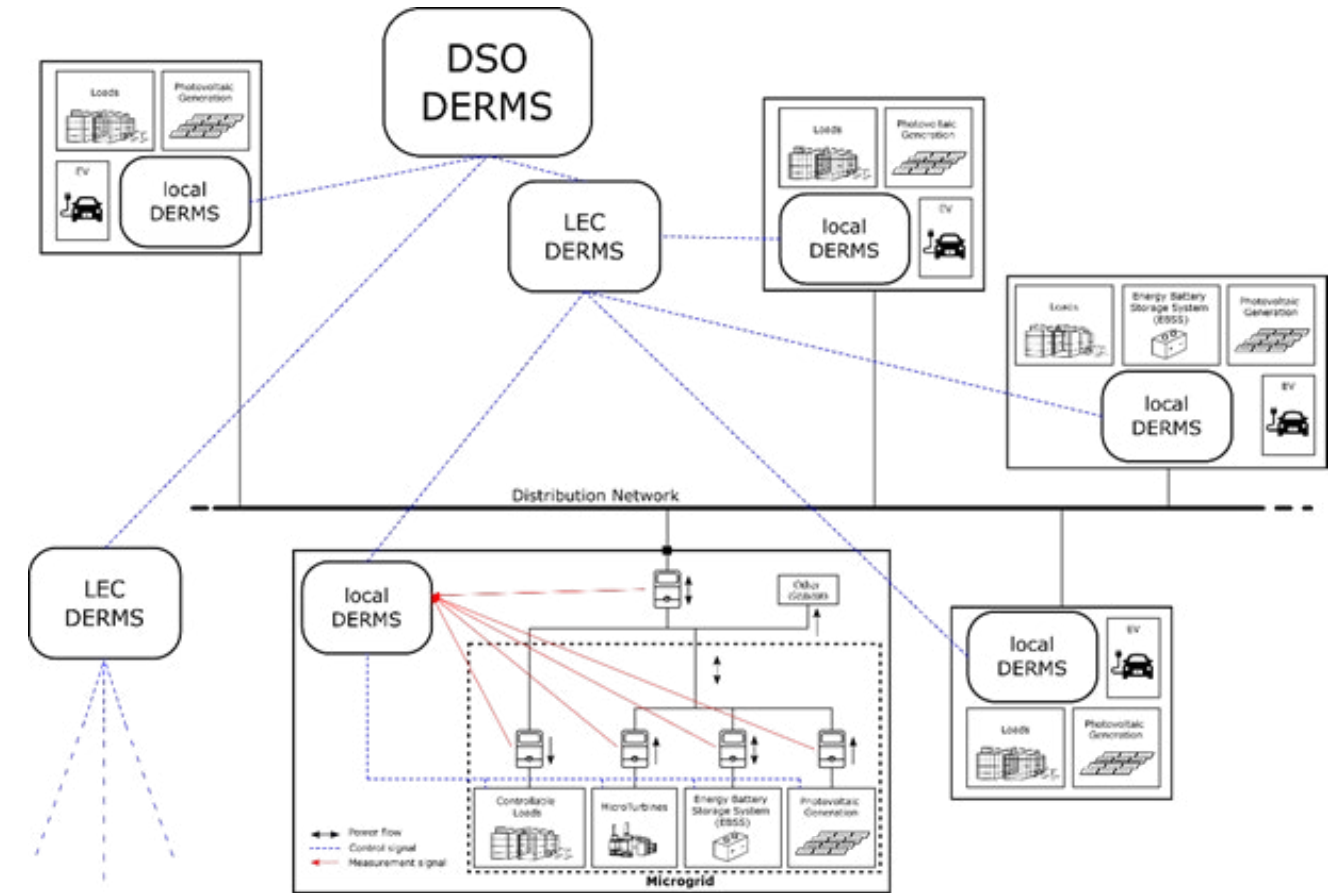 DSO
DERMS
Loads
Photovoltaic
Generation
EV
local
DERMS
LEC
DERMS
Loads
Photovoltaic
Generation
local
DERMS
EV
Loads
Energy Battery
Storage System
(EBSS)
Photovoltaic
Generation
local
DERMS
EV
Distribution Network
LEC
DERMS
local
DERMS
Other
local
DERMS
EV
Loads
Photovoltaic
Generation
Controllable
Loads
MicroTurbines
Energy Battery
Storage System
(EBSS)
Photovoltaic
Generation
Power flow
Control signal
Measurement signal
Microgrid